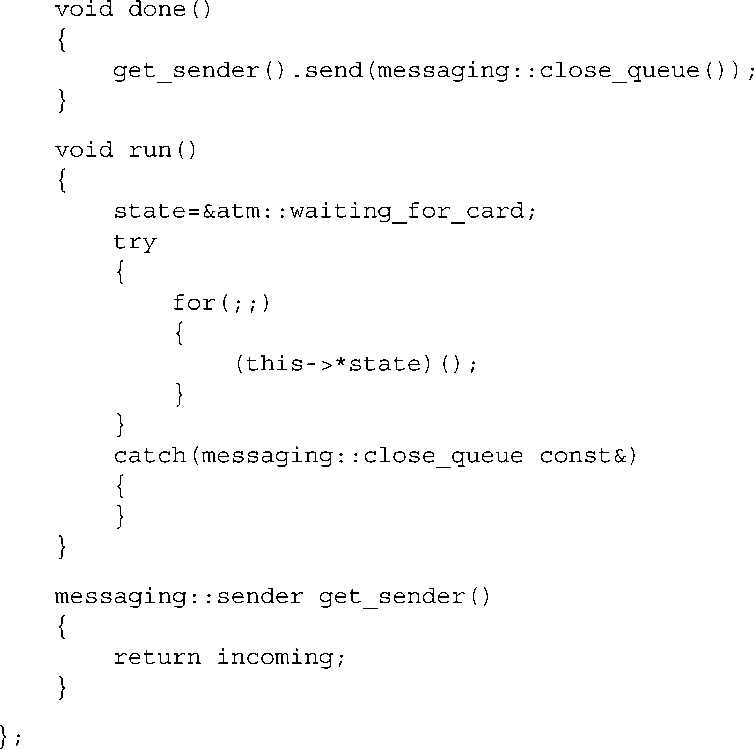 void done()
    {
        get_sender().send(messaging::close_queue());
    }

    void run()
    {
        state=&atm::waiting_for_card;
        try
        {
            for(;;)
            {
                (this->*state)();
            }
        }
        catch(messaging::close_queue const&)
        {
        }
    }

    messaging::sender get_sender()
    {
        return incoming;
    }

};